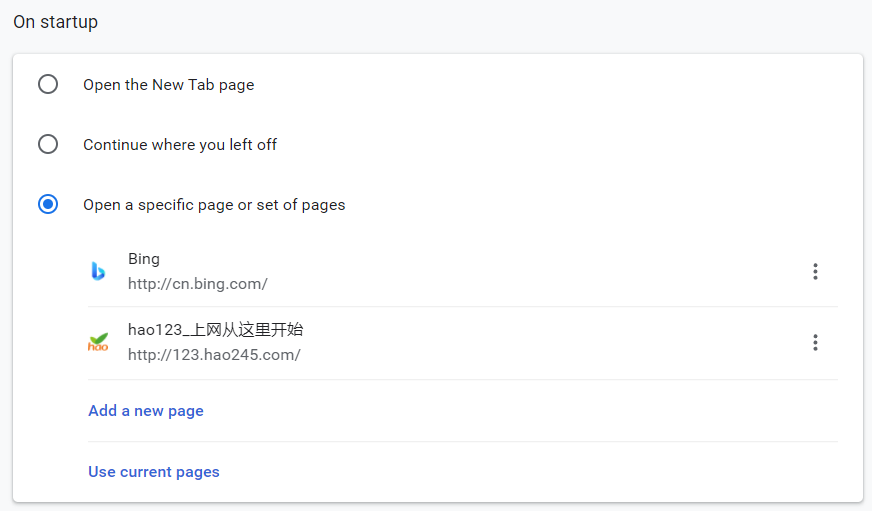 On startup
Open the New Tab page
Continue where you left off
Open a specific page or set of pages
Bing
http://cn.bing.com/
hao123_上网从这里开始
hao
http://123.hao245.com/
Add a new page
Use current pages